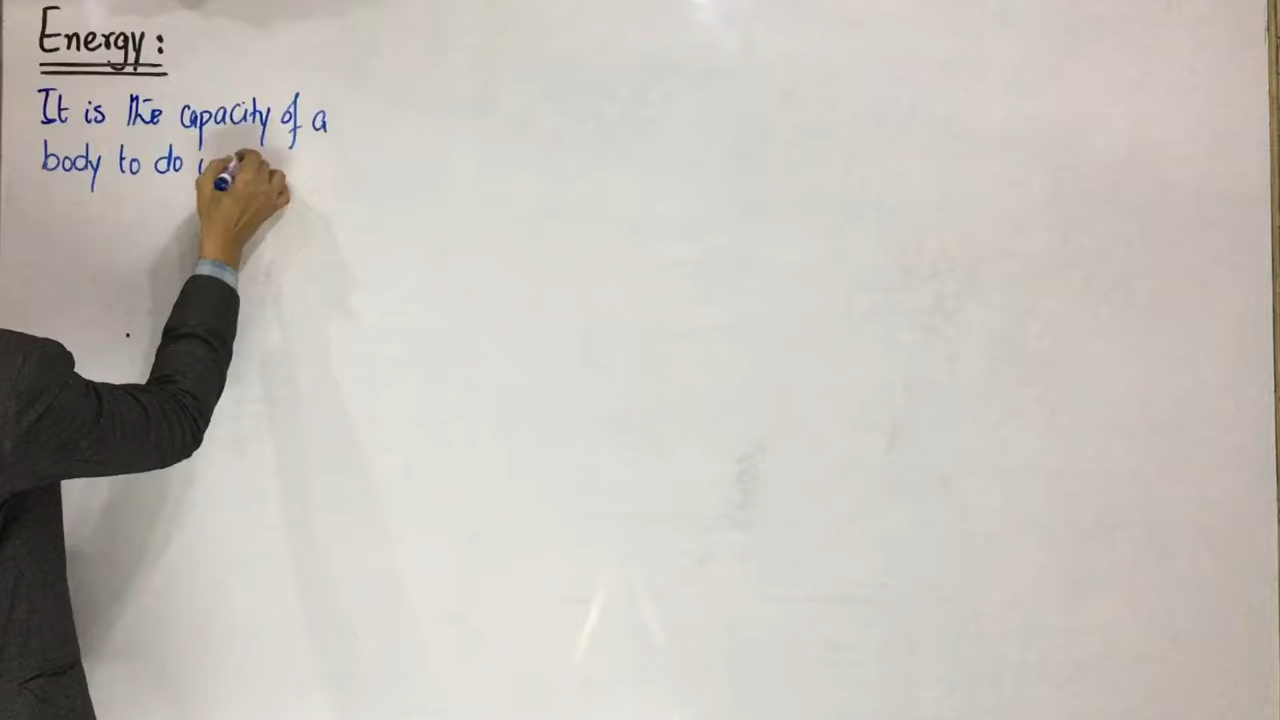 Energy:
It is the capacity of a
body to do